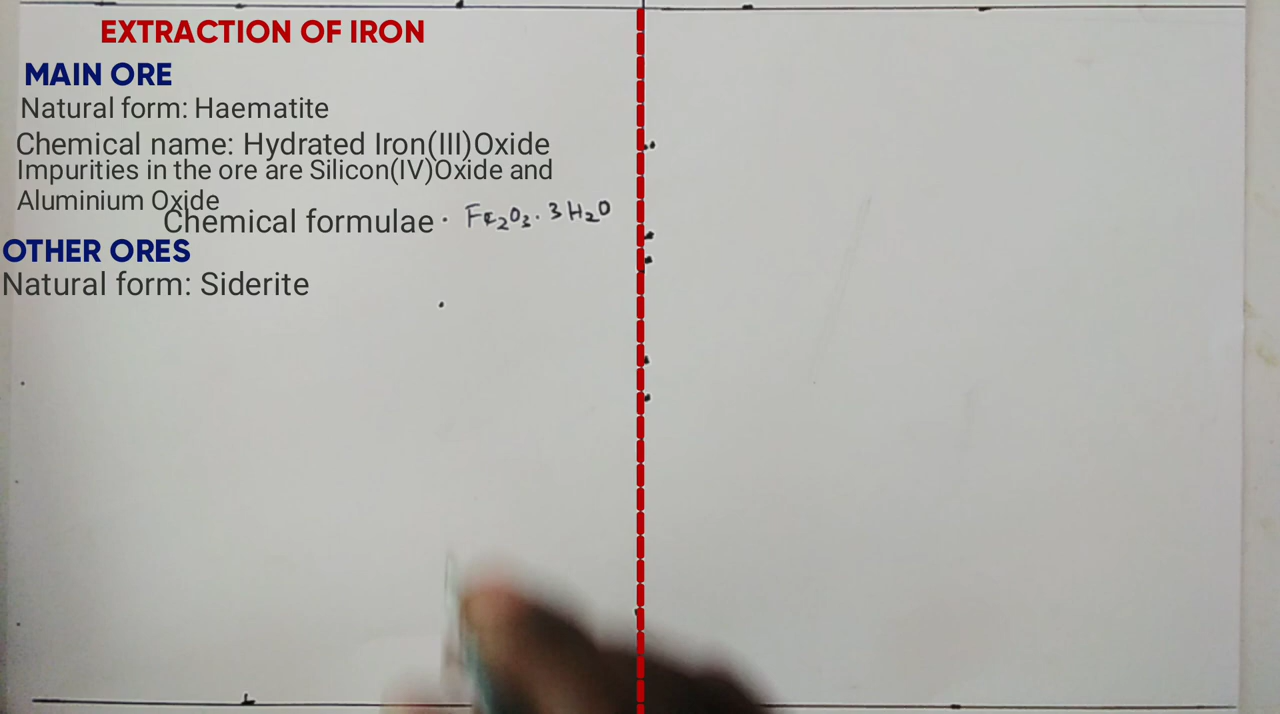 EXTRACTION OF IRON
MAIN ORE
Natural form: Haematite
Chemical name: Hydrated Iron(III)Oxide
Impurities in the ore are Silicon(IV)Oxide and
Aluminium Oxide
Chemical formulae · Fe₂O₃. 3H₂O
OTHER ORES
Natural form: Siderite